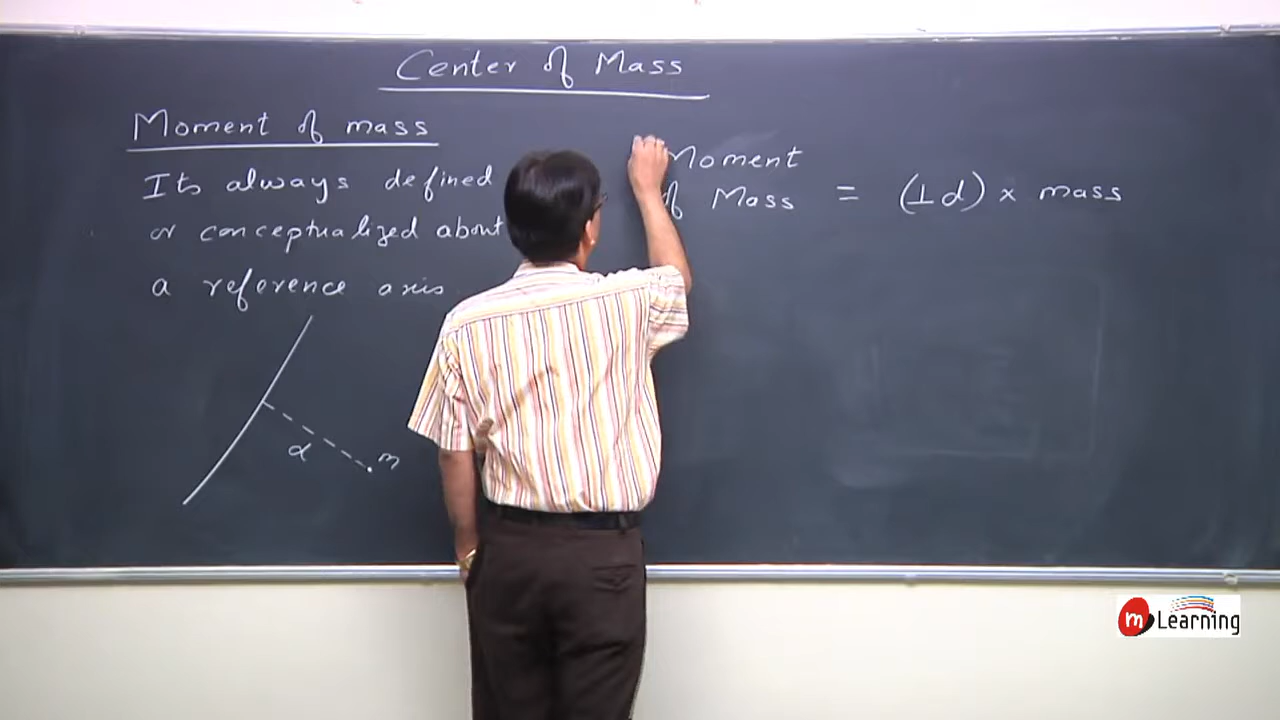 Center of Mass
Moment of mass
Its always defined
or conceptualized about
a reference axis
d
m
Moment
of Mass = (⊥d) × mass
m Learning